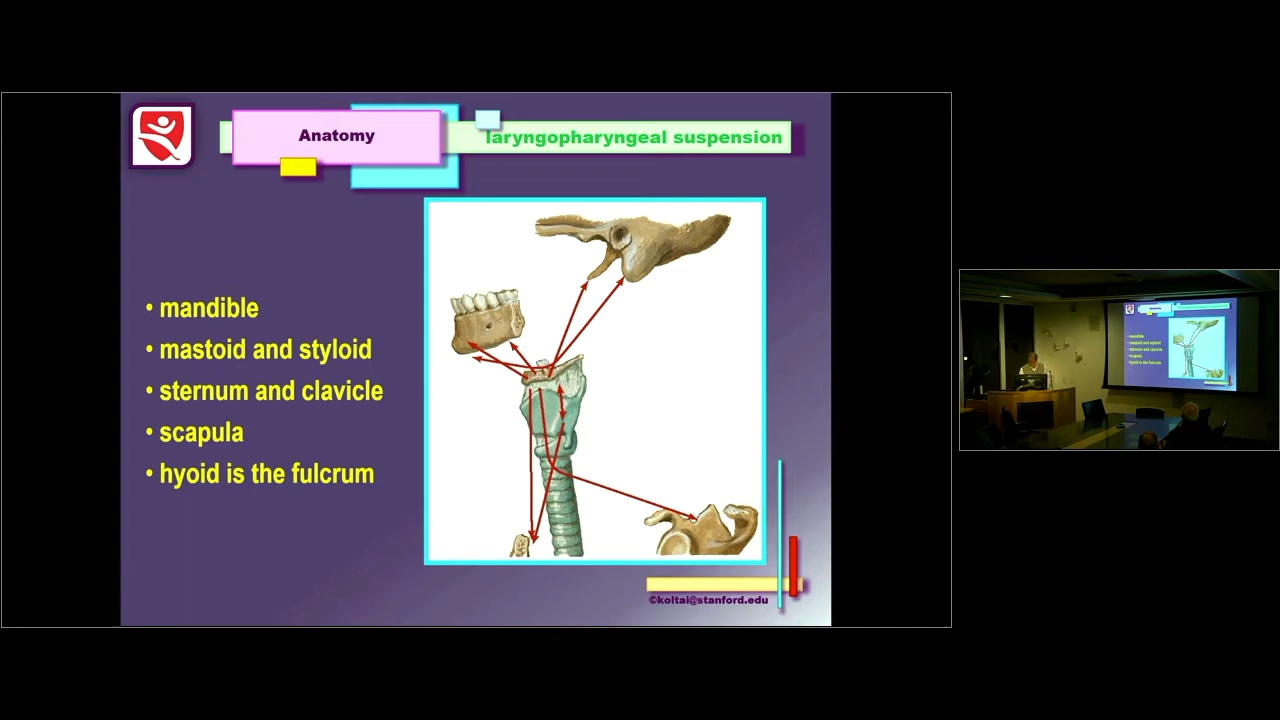 Anatomy
laryngopharyngeal suspension
• mandible
• mastoid and styloid
• sternum and clavicle
• scapula
• hyoid is the fulcrum
©koltai@stanford.edu